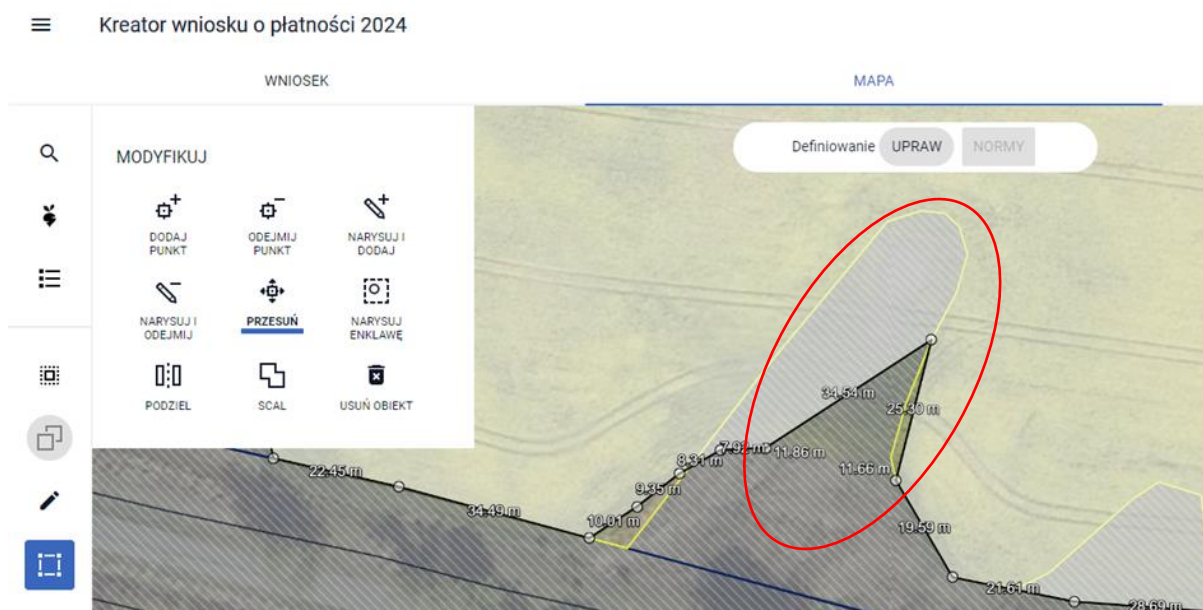 Kreator wniosku o płatności 2024
WNIOSEK
MAPA
MODYFIKUJ
Definiowanie UPRAW NORMY
DODAJ
PUNKT
ODEJMIJ
PUNKT
NARYSUJ I
DODAJ
NARYSUJ I
ODEJMIJ
PRZESUŃ
NARYSUJ
ENKLAWĘ
PODZIEL
SCAL
USUŃ OBIEKT
34.54 m
25.30 m
7.92 m
11.86 m
8.31 m
11.66 m
22.45 m
9.35 m
34.49 m
10.01 m
19.59 m
21.61 m
28.69 m